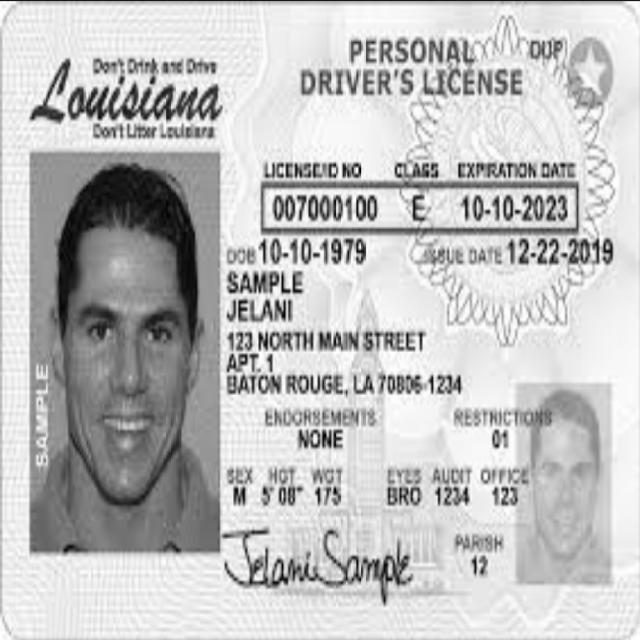 Don't Drink and Drive
Louisiana
Don't Litter Louisiana
PERSONAL
DRIVER'S LICENSE
DUP
LICENSE/ID NO CLASS EXPIRATION DATE
007000100 E 10-10-2023
DOB 10-10-1979 ISSUE DATE 12-22-2019
SAMPLE
JELANI
123 NORTH MAIN STREET
APT. 1
BATON ROUGE, LA 70806-1234
ENDORSEMENTS RESTRICTIONS
NONE 01
SEX HGT WGT EYES AUDIT OFFICE
M 5' 08" 175 BRO 1234 123
PARISH
12
Jelani Sample
SAMPLE